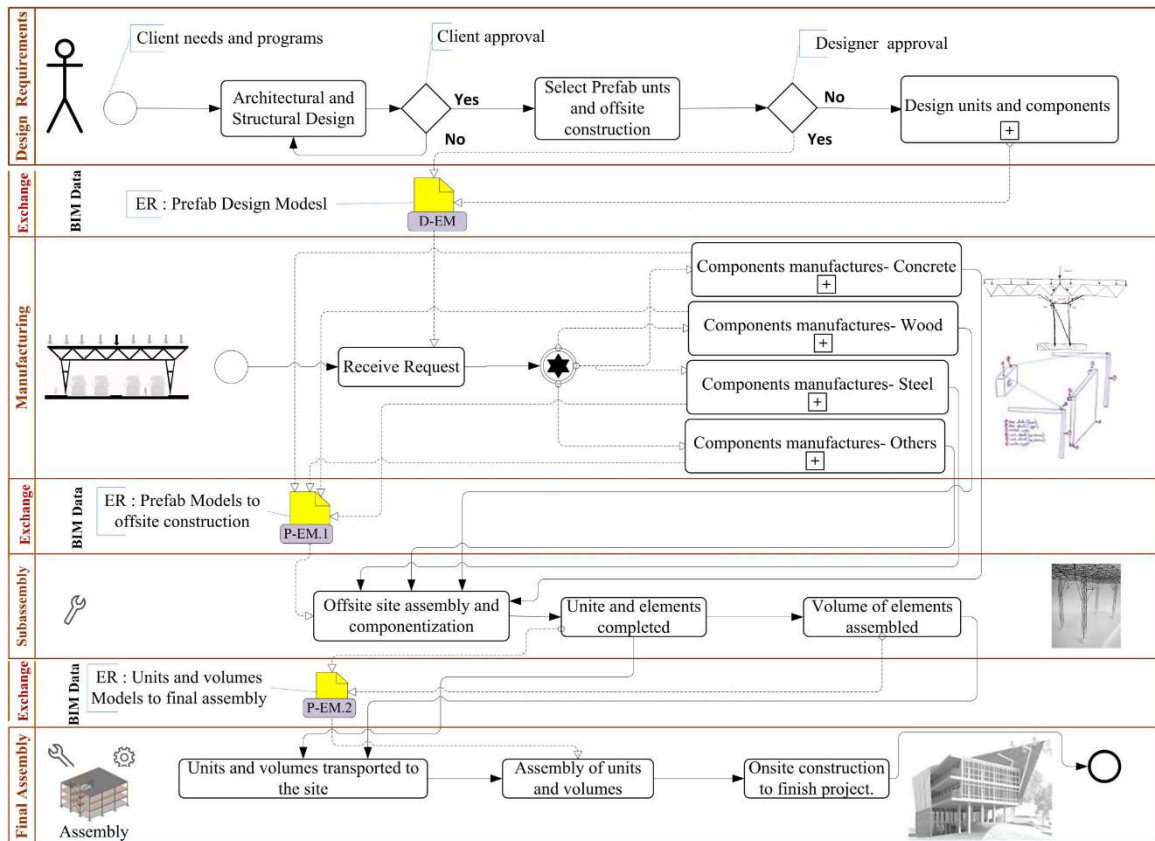 Design Requirements
Client needs and programs
Client approval
Designer approval
Architectural and
Structural Design
Yes
No
Select Prefab unts
and offsite
construction
No
Yes
Design units and components
+
Exchange
BIM Data
ER : Prefab Design Modesl
D-EM
Manufacturing
Receive Request
Components manufactures- Concrete
+
Components manufactures- Wood
+
Components manufactures- Steel
+
Components manufactures- Others
+
Exchange
BIM Data
ER : Prefab Models to
offsite construction
P-EM.1
Subassembly
Offsite site assembly and
componentization
Unite and elements
completed
Volume of elements
assembled
Exchange
BIM Data
ER : Units and volumes
Models to final assembly
P-EM.2
Final Assembly
Assembly
Units and volumes transported to
the site
Assembly of units
and volumes
Onsite construction
to finish project.